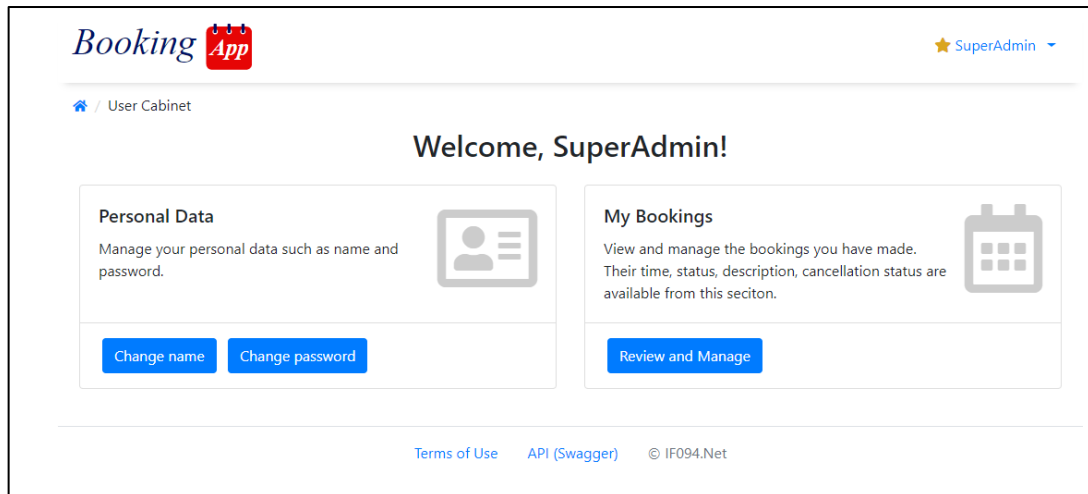 Booking App
SuperAdmin
/ User Cabinet
Welcome, SuperAdmin!
Personal Data
Manage your personal data such as name and
password.
Change name Change password
My Bookings
View and manage the bookings you have made.
Their time, status, description, cancellation status are
available from this seciton.
Review and Manage
Terms of Use API (Swagger) © IF094.Net